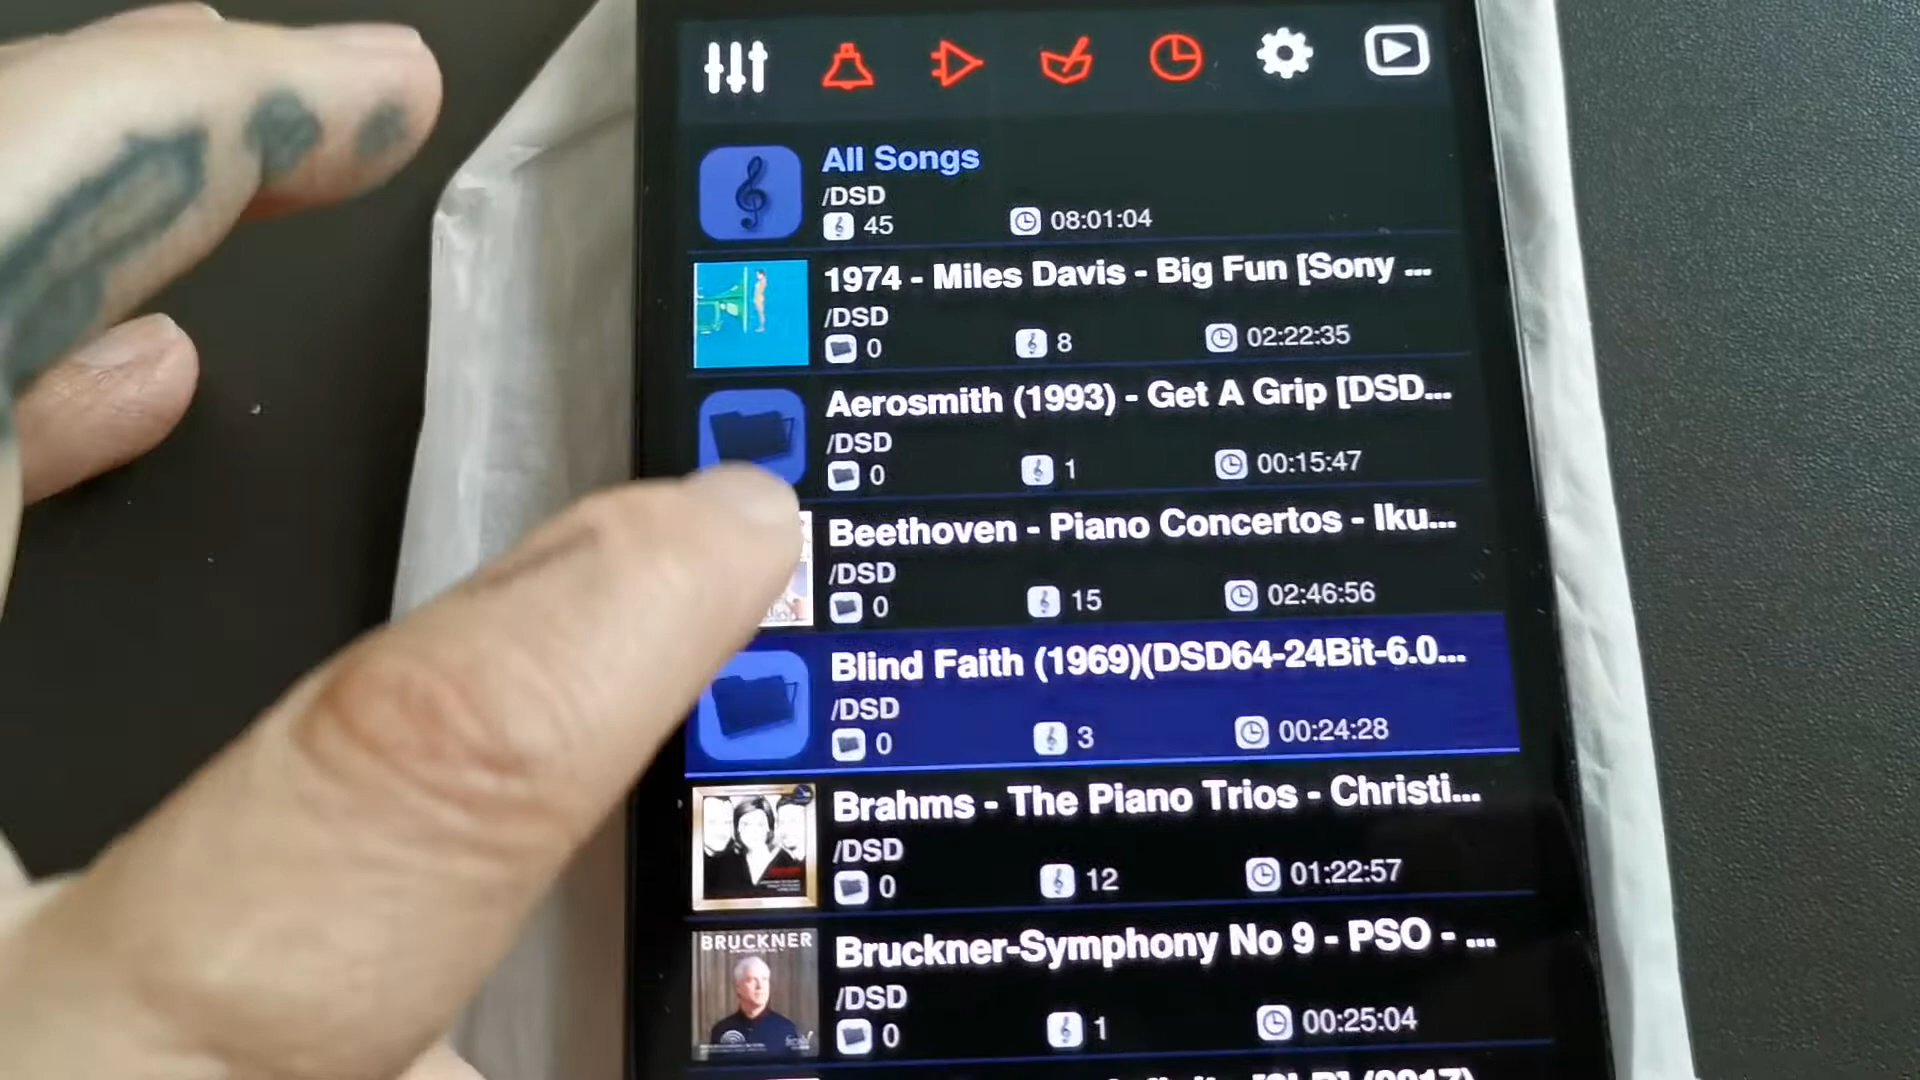 All Songs
/DSD
45 08:01:04
1974 - Miles Davis - Big Fun [Sony ...
/DSD
0 8 02:22:35
Aerosmith (1993) - Get A Grip [DSD...
/DSD
0 1 00:15:47
Beethoven - Piano Concertos - Iku...
/DSD
0 15 02:46:56
Blind Faith (1969)(DSD64-24Bit-6.0...
/DSD
0 3 00:24:28
Brahms - The Piano Trios - Christi...
/DSD
0 12 01:22:57
BRUCKNER
Bruckner-Symphony No 9 - PSO - ...
/DSD
0 1 00:25:04